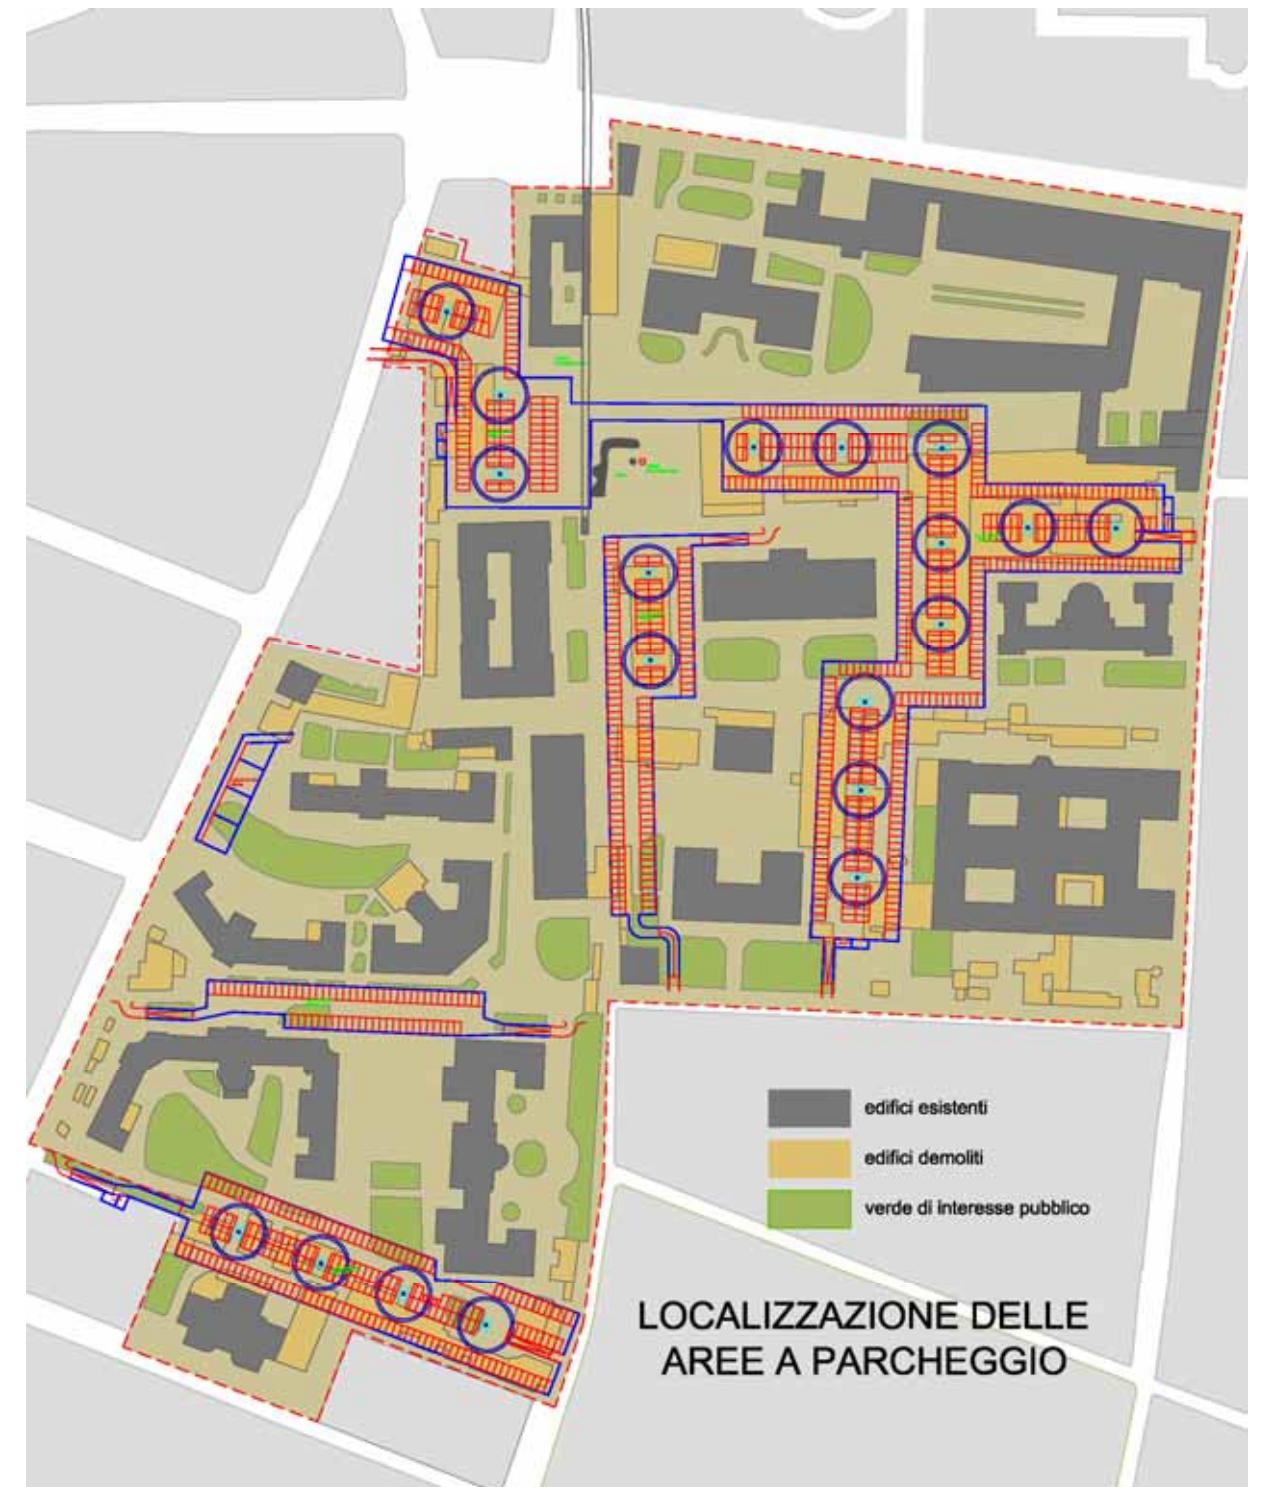 edifici esistenti
edifici demoliti
verde di interesse pubblico
LOCALIZZAZIONE DELLE
AREE A PARCHEGGIO